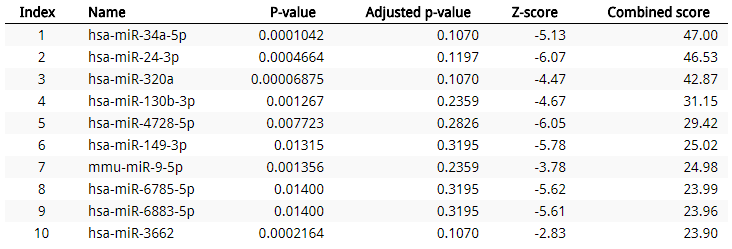 Index Name P-value Adjusted p-value Z-score Combined score
1 hsa-miR-34a-5p 0.0001042 0.1070 -5.13 47.00
2 hsa-miR-24-3p 0.0004664 0.1197 -6.07 46.53
3 hsa-miR-320a 0.00006875 0.1070 -4.47 42.87
4 hsa-miR-130b-3p 0.001267 0.2359 -4.67 31.15
5 hsa-miR-4728-5p 0.007723 0.2826 -6.05 29.42
6 hsa-miR-149-3p 0.01315 0.3195 -5.78 25.02
7 mmu-miR-9-5p 0.001356 0.2359 -3.78 24.98
8 hsa-miR-6785-5p 0.01400 0.3195 -5.62 23.99
9 hsa-miR-6883-5p 0.01400 0.3195 -5.61 23.96
10 hsa-miR-3662 0.0002164 0.1070 -2.83 23.90